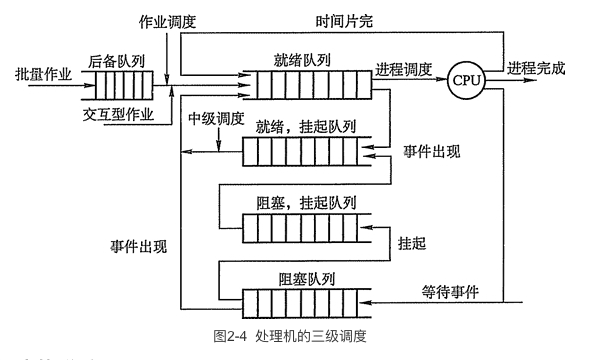 作业调度
时间片完
后备队列
就绪队列
批量作业
进程调度
CPU
进程完成
交互型作业
中级调度
就绪，挂起队列
事件出现
阻塞，挂起队列
事件出现
挂起
阻塞队列
等待事件
图2-4 处理机的三级调度